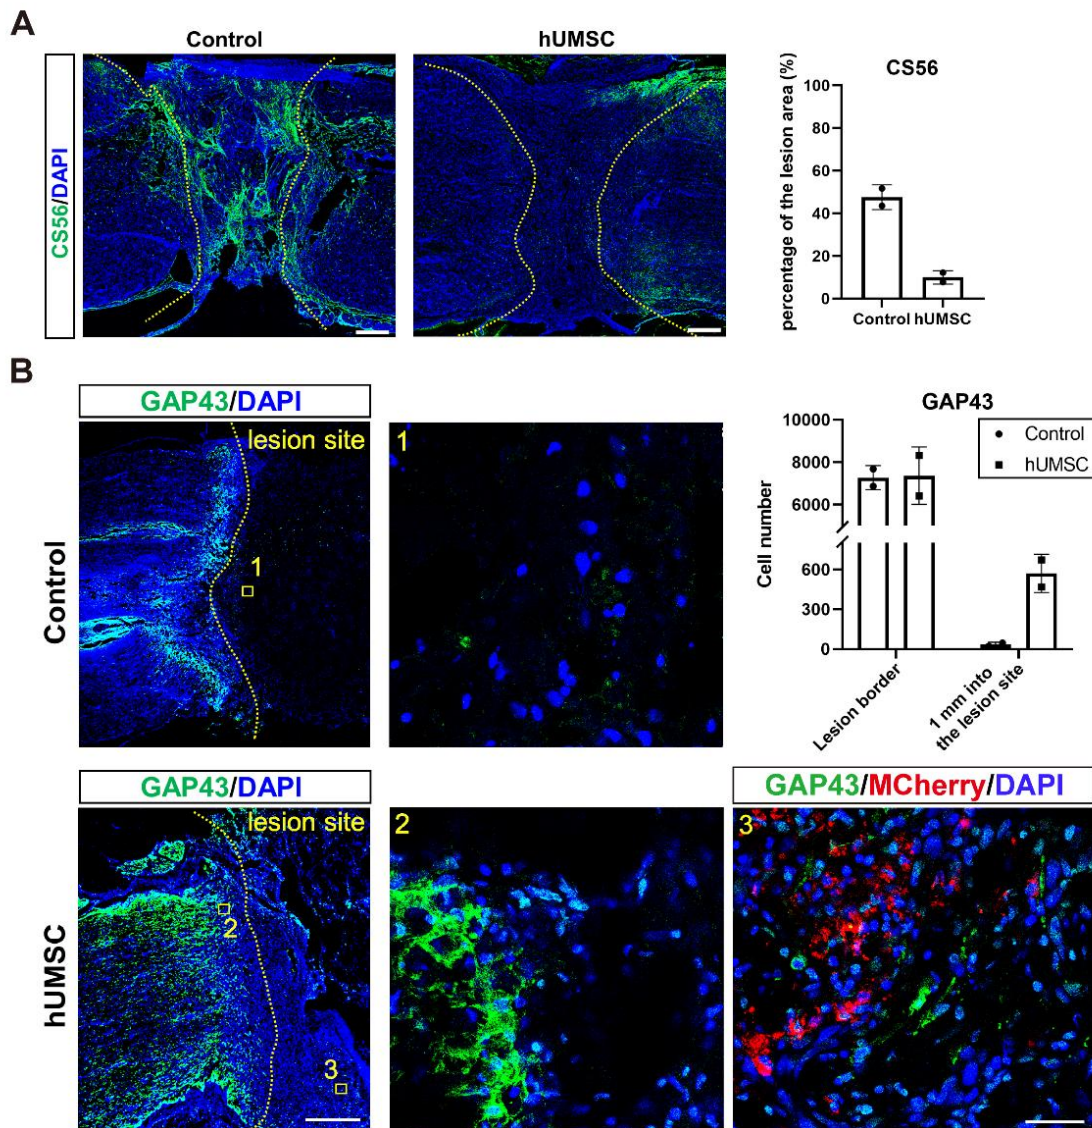 A
Control
hUMSC
CS56/DAPI
CS56
percentage of the lesion area (%)
100
80
60
40
20
0
Control hUMSC
B
GAP43/DAPI
lesion site
1
1
Control
GAP43
Control
hUMSC
Cell number
10000
8000
6000
600
300
0
Lesion border
1 mm into
the lesion site
GAP43/DAPI
lesion site
2
3
hUMSC
2
GAP43/MCherry/DAPI
3